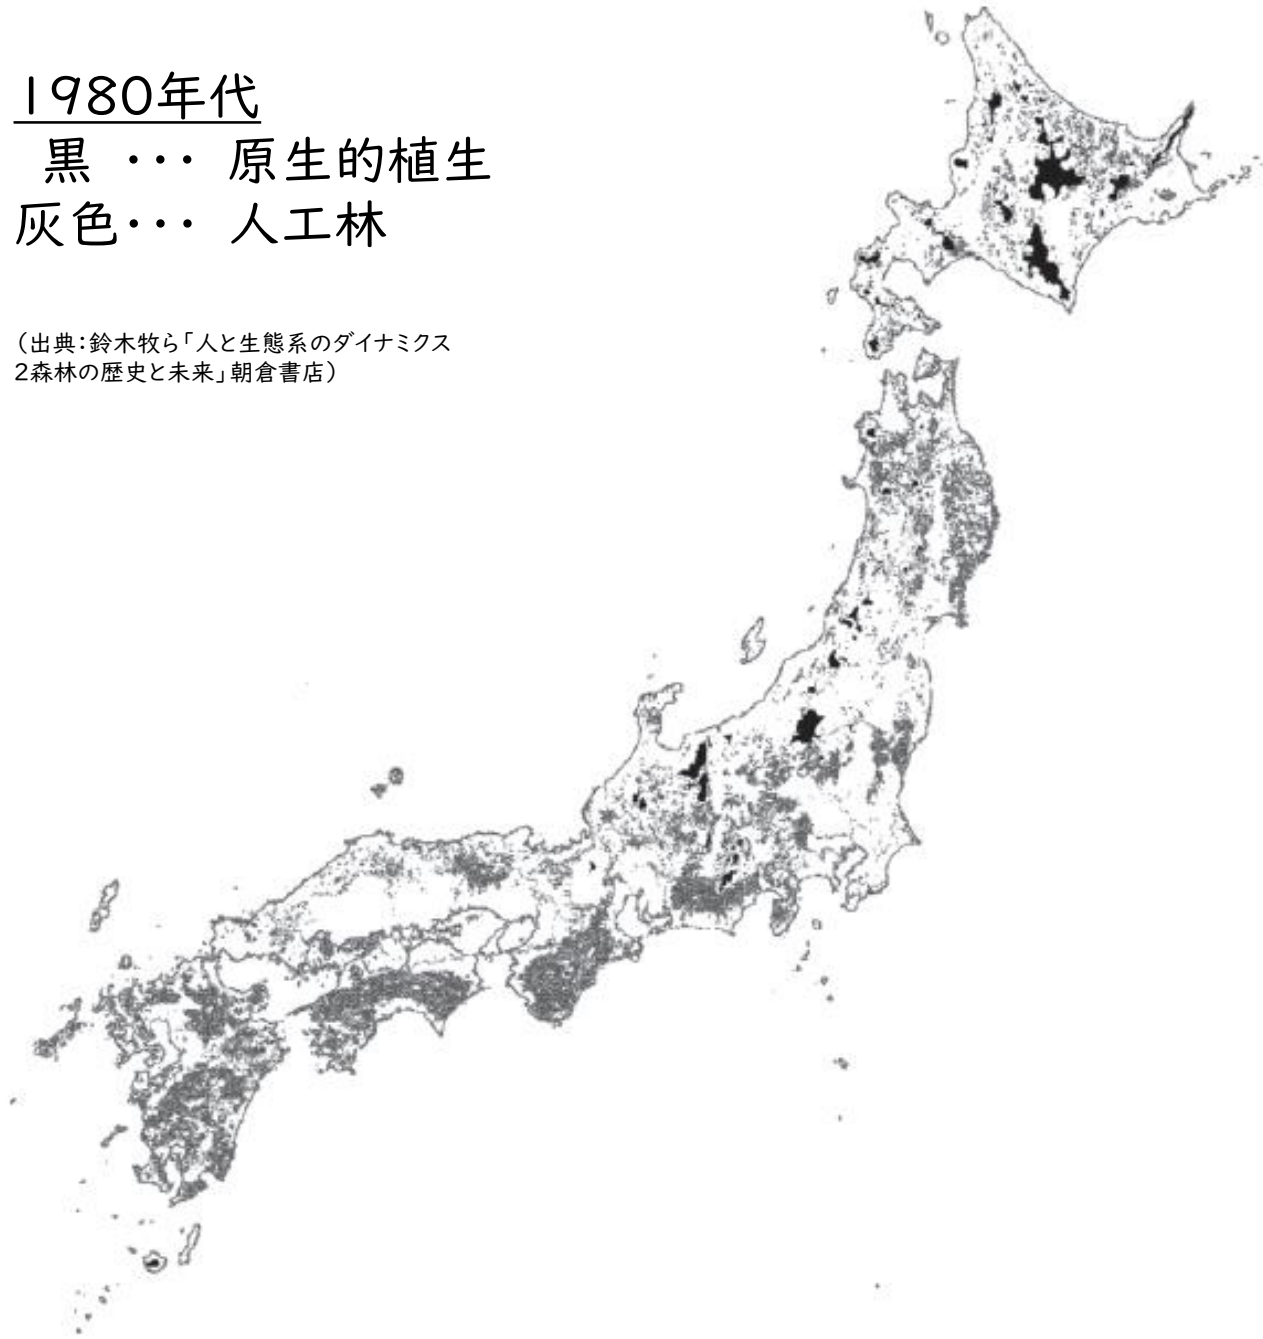 1980年代
黒 ・・・ 原生的植生
灰色・・・ 人工林
（出典：鈴木牧ら「人と生態系のダイナミクス
2森林の歴史と未来」朝倉書店）